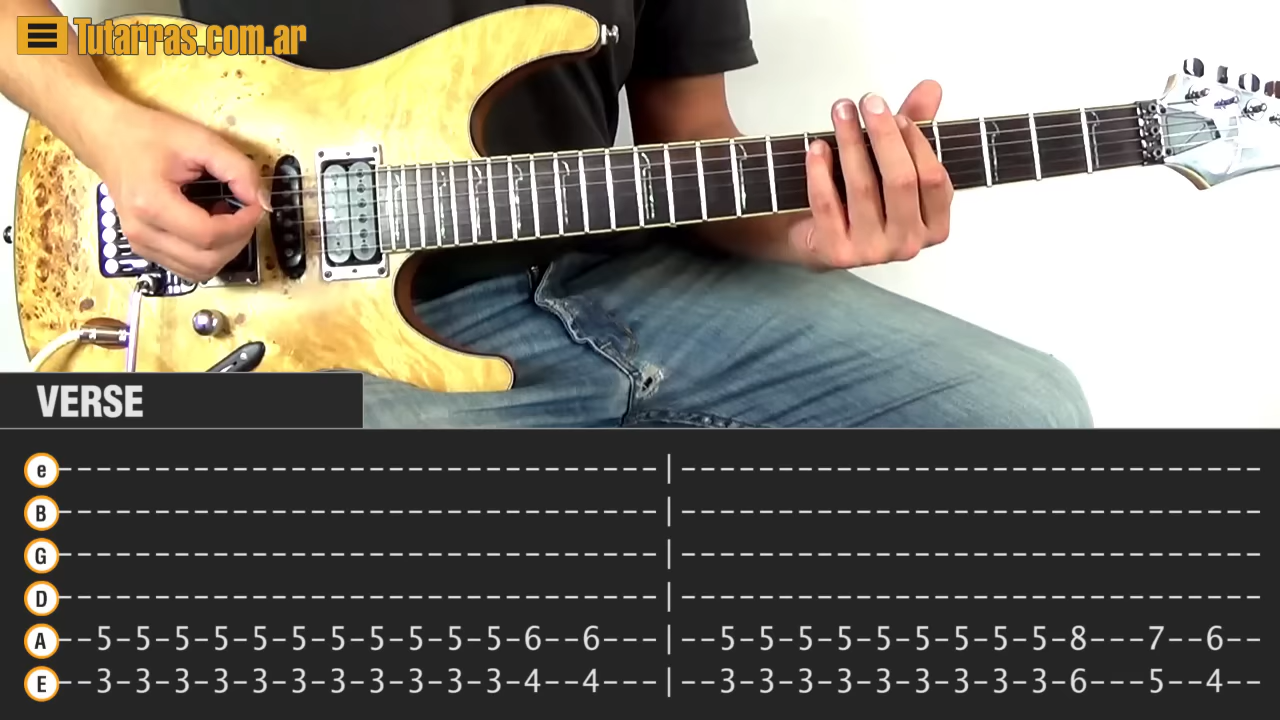 Tutarras.com.ar
VERSE
e--------------------------------|------------------------------
B--------------------------------|------------------------------
G--------------------------------|------------------------------
D--------------------------------|------------------------------
A--5-5-5-5-5-5-5-5-5-5-5-6--6---|--5-5-5-5-5-5-5-5-5-8---7--6--
E--3-3-3-3-3-3-3-3-3-3-3-4--4---|--3-3-3-3-3-3-3-3-3-6---5--4--